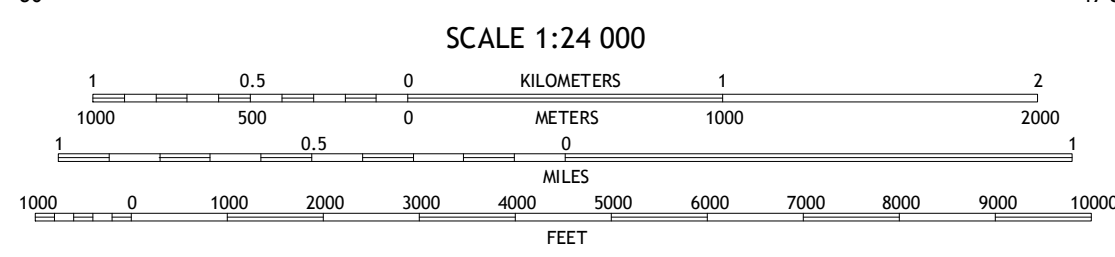 SCALE 1:24 000
1 0.5 0 KILOMETERS 1 2
1000 500 0 METERS 1000 2000
1 0.5 0 1
MILES
1000 0 1000 2000 3000 4000 5000 6000 7000 8000 9000 10000
FEET